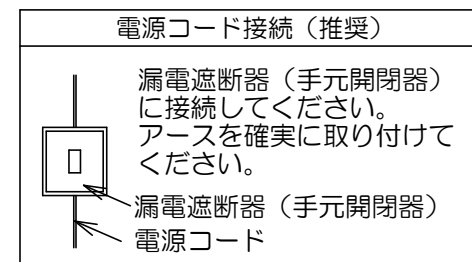 電源コード接続（推奨）
漏電遮断器（手元開閉器）
に接続してください。
アースを確実に取り付けて
ください。
漏電遮断器（手元開閉器）
電源コード